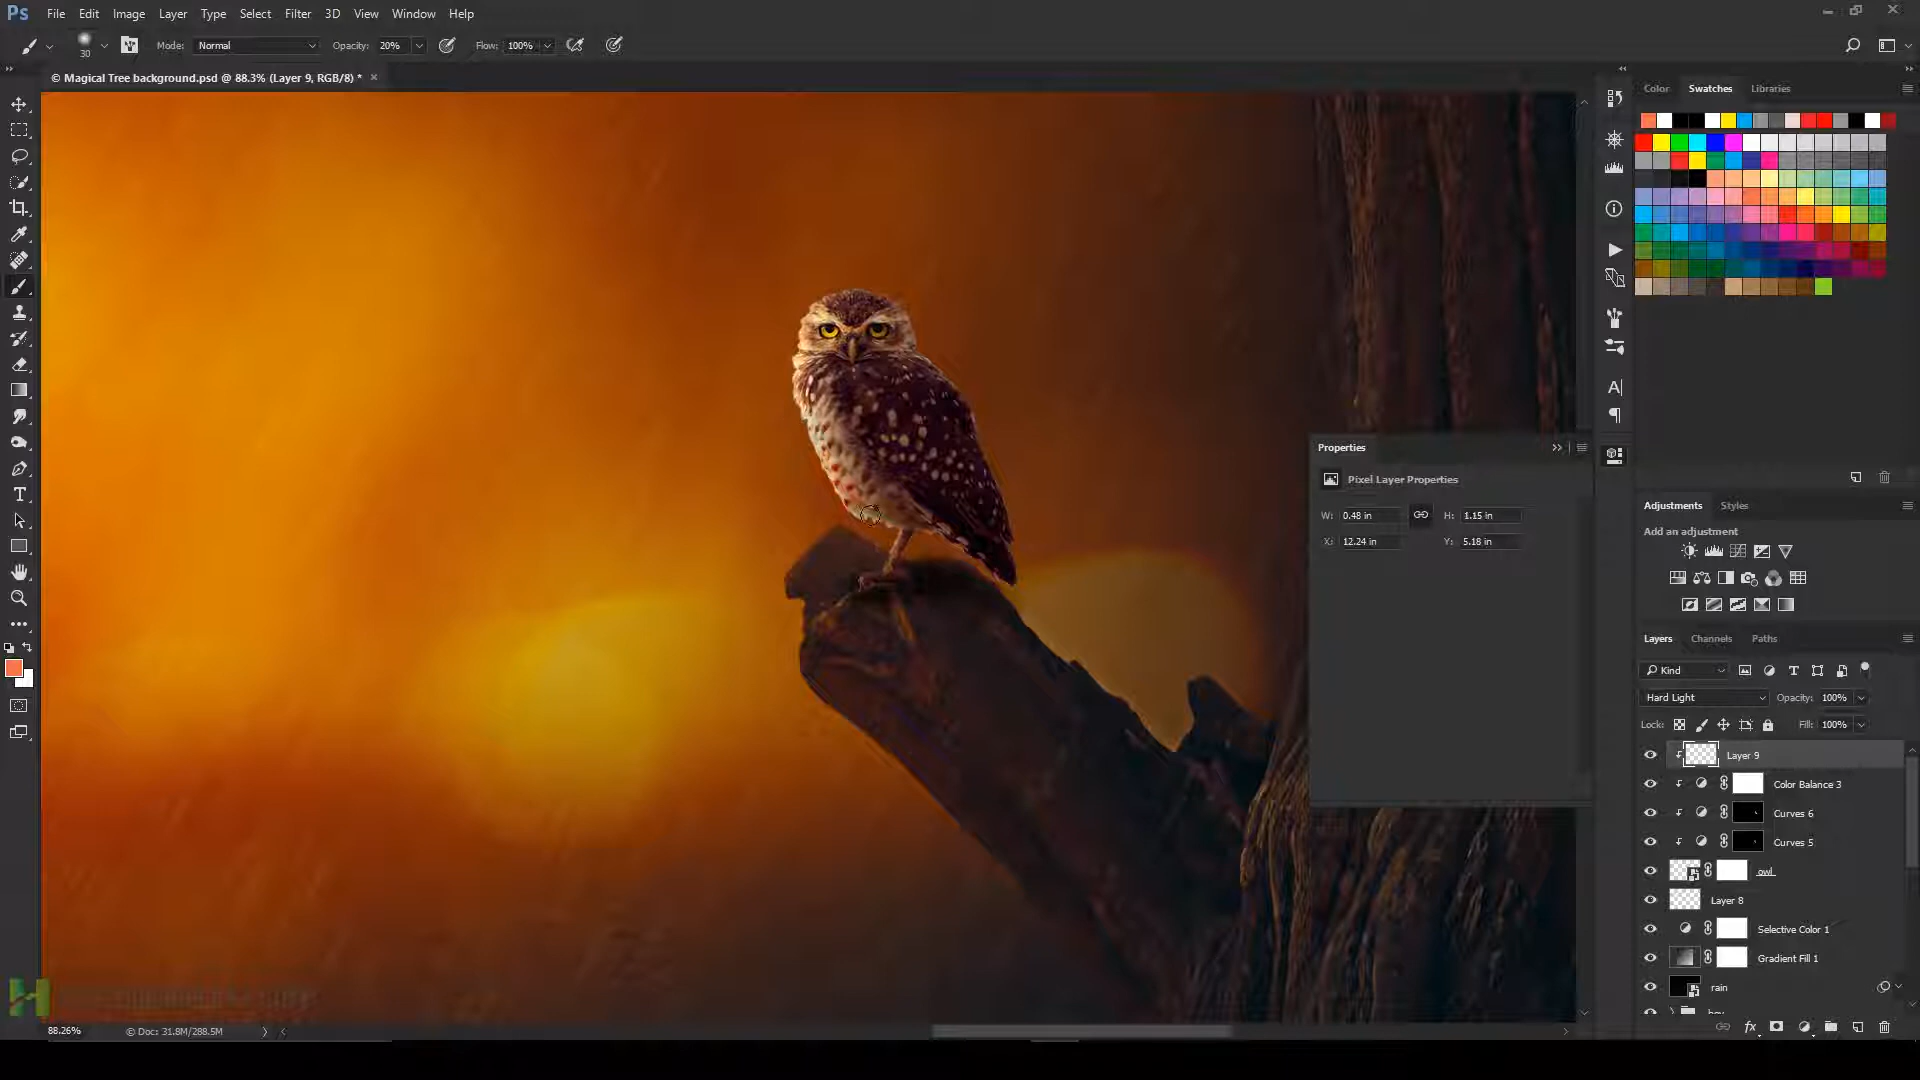 Ps File Edit Image Layer Type Select Filter 3D View Window Help
30 Mode: Normal Opacity: 20% Flow: 100%
© Magical Tree background.psd @ 88.3% (Layer 9, RGB/8) * ×
Color Swatches Libraries
Properties
Pixel Layer Properties
W: 0.48 in H: 1.15 in
X: 12.24 in Y: 5.18 in
Adjustments Styles
Add an adjustment
Layers Channels Paths
Kind
Hard Light Opacity: 100%
Lock: Fill: 100%
Layer 9
Color Balance 3
Curves 6
Curves 5
owl
Layer 8
Selective Color 1
Gradient Fill 1
rain
88.26% © Doc: 31.8M/288.5M